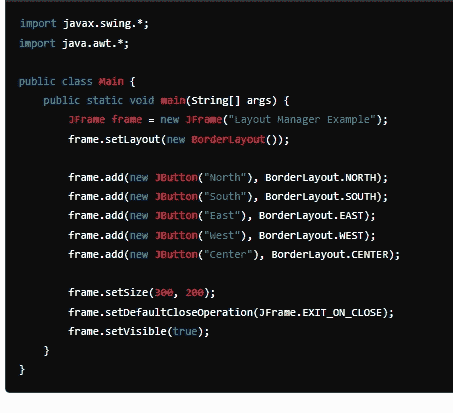 import javax.swing.*;
import java.awt.*;
public class Main {
public static void main(String[] args) {
JFrame frame = new JFrame("Layout Manager Example");
frame.setLayout(new BorderLayout());
frame.add(new JButton("North"), BorderLayout.NORTH);
frame.add(new JButton("South"), BorderLayout.SOUTH);
frame.add(new JButton("East"), BorderLayout.EAST);
frame.add(new JButton("West"), BorderLayout.WEST);
frame.add(new JButton("Center"), BorderLayout.CENTER);
frame.setSize(300, 200);
frame.setDefaultCloseOperation(JFrame.EXIT_ON_CLOSE);
frame.setVisible(true);
}
}